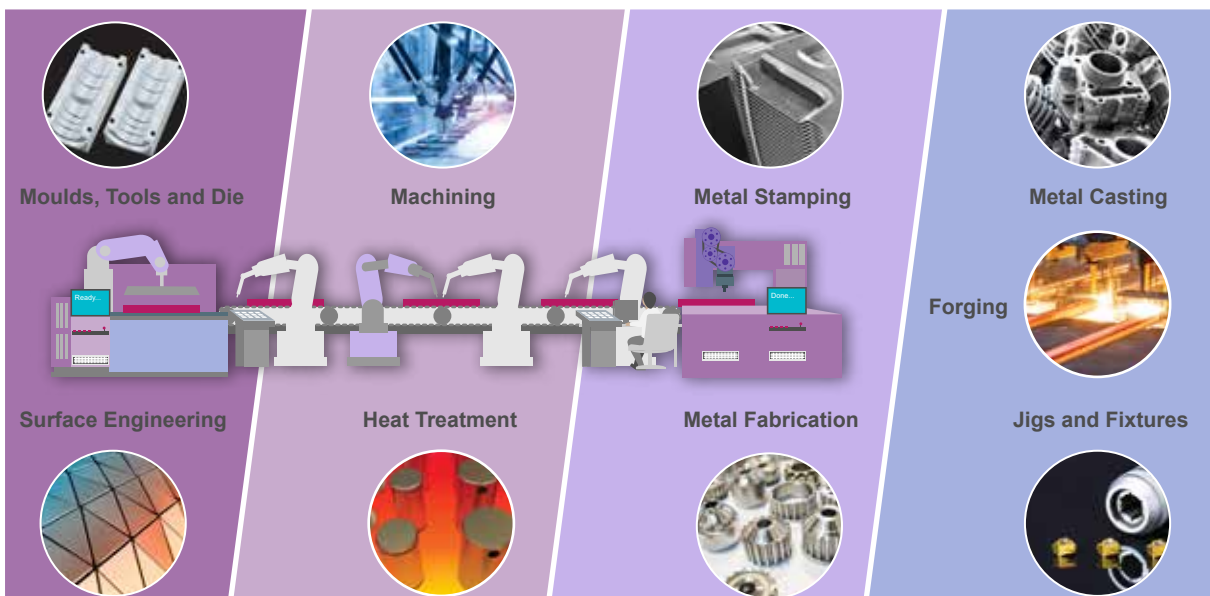 Moulds, Tools and Die
Machining
Metal Stamping
Metal Casting
Ready...
Done...
Forging
Surface Engineering
Heat Treatment
Metal Fabrication
Jigs and Fixtures